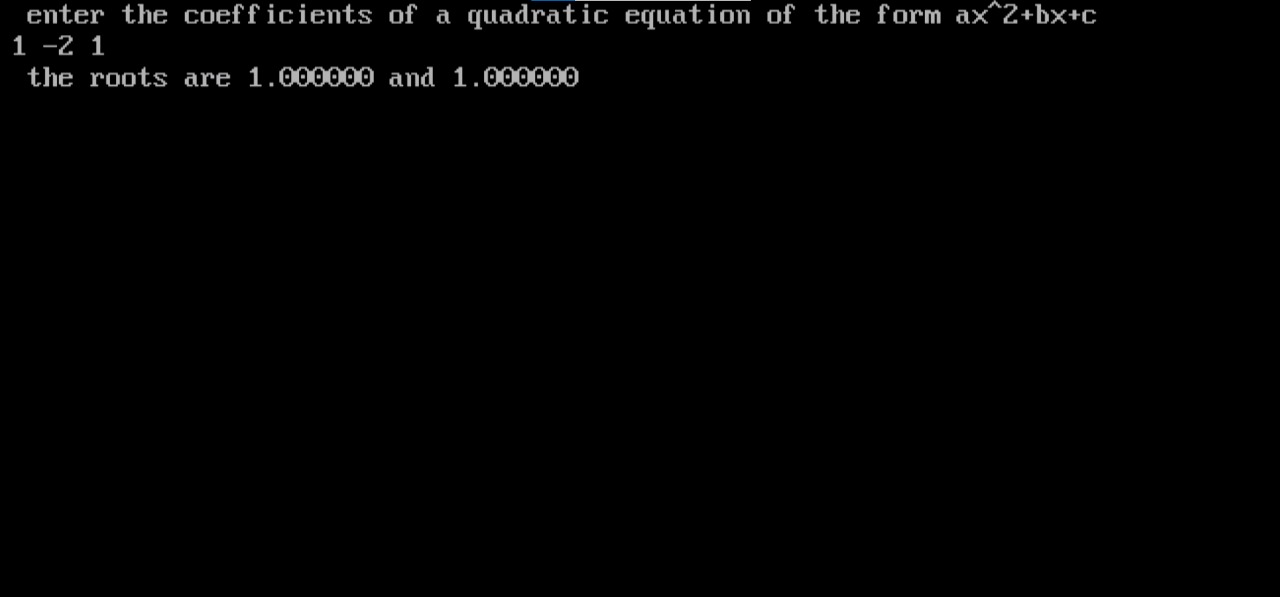 enter the coefficients of a quadratic equation of the form ax^2+bx+c
1 -2 1
the roots are 1.000000 and 1.000000